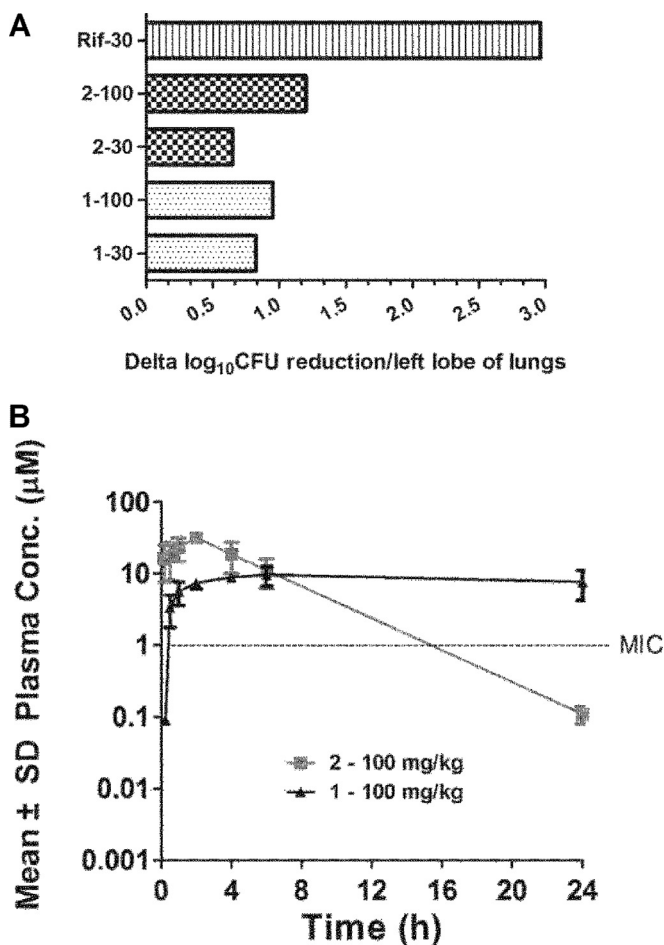 A
Rif-30
2-100
2-30
1-100
1-30
0.0 0.5 1.0 1.5 2.0 2.5 3.0
Delta log₁₀CFU reduction/left lobe of lungs
B
Mean ± SD Plasma Conc. (μM)
100
10
1
0.1
0.01
0.001
MIC
2 - 100 mg/kg
1 - 100 mg/kg
0 4 8 12 16 20 24
Time (h)